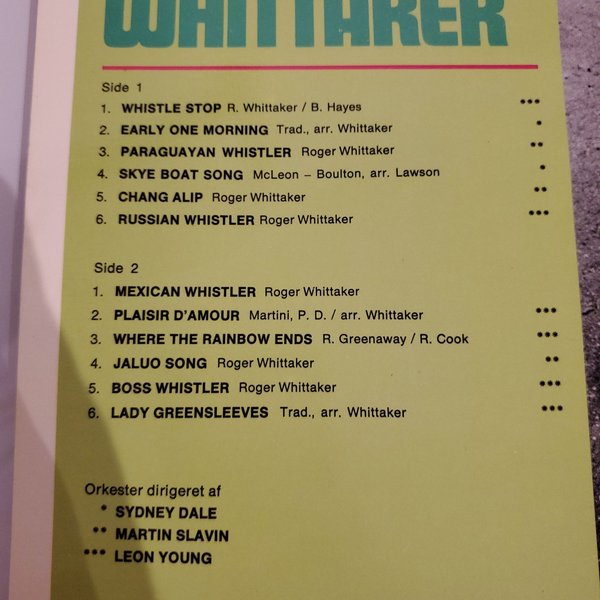 WHITTAKER
Side 1
1. WHISTLE STOP R. Whittaker / B. Hayes ***
2. EARLY ONE MORNING Trad., arr. Whittaker *
3. PARAGUAYAN WHISTLER Roger Whittaker **
4. SKYE BOAT SONG McLeon – Boulton, arr. Lawson *
5. CHANG ALIP Roger Whittaker **
6. RUSSIAN WHISTLER Roger Whittaker ***
Side 2
1. MEXICAN WHISTLER Roger Whittaker
2. PLAISIR D'AMOUR Martini, P. D. / arr. Whittaker ***
3. WHERE THE RAINBOW ENDS R. Greenaway / R. Cook ***
4. JALUO SONG Roger Whittaker **
5. BOSS WHISTLER Roger Whittaker ***
6. LADY GREENSLEEVES Trad., arr. Whittaker ***
Orkester dirigeret af
* SYDNEY DALE
** MARTIN SLAVIN
*** LEON YOUNG